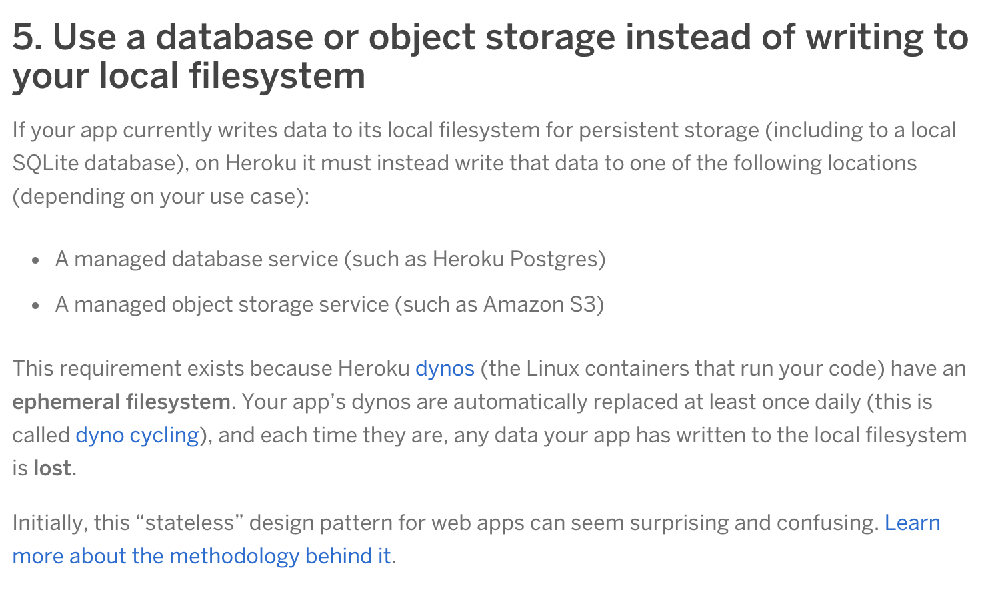 5. Use a database or object storage instead of writing to
your local filesystem
If your app currently writes data to its local filesystem for persistent storage (including to a local
SQLite database), on Heroku it must instead write that data to one of the following locations
(depending on your use case):
• A managed database service (such as Heroku Postgres)
• A managed object storage service (such as Amazon S3)
This requirement exists because Heroku dynos (the Linux containers that run your code) have an
ephemeral filesystem. Your app’s dynos are automatically replaced at least once daily (this is
called dyno cycling), and each time they are, any data your app has written to the local filesystem
is lost.
Initially, this “stateless” design pattern for web apps can seem surprising and confusing. Learn
more about the methodology behind it.